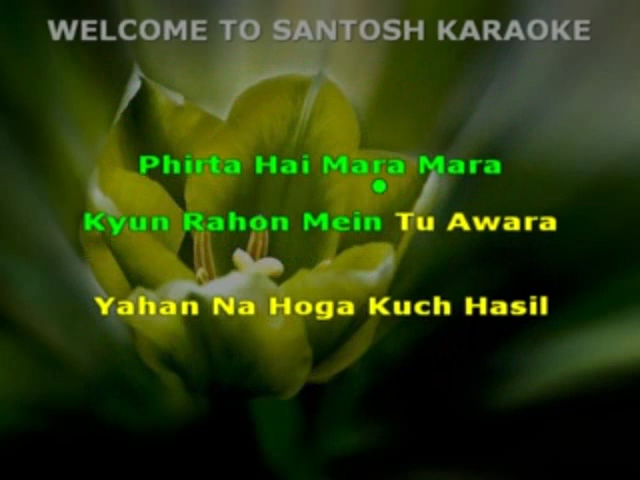 WELCOME TO SANTOSH KARAOKE
Phirta Hai Mara Mara
Kyun Rahon Mein Tu Awara
Yahan Na Hoga Kuch Hasil